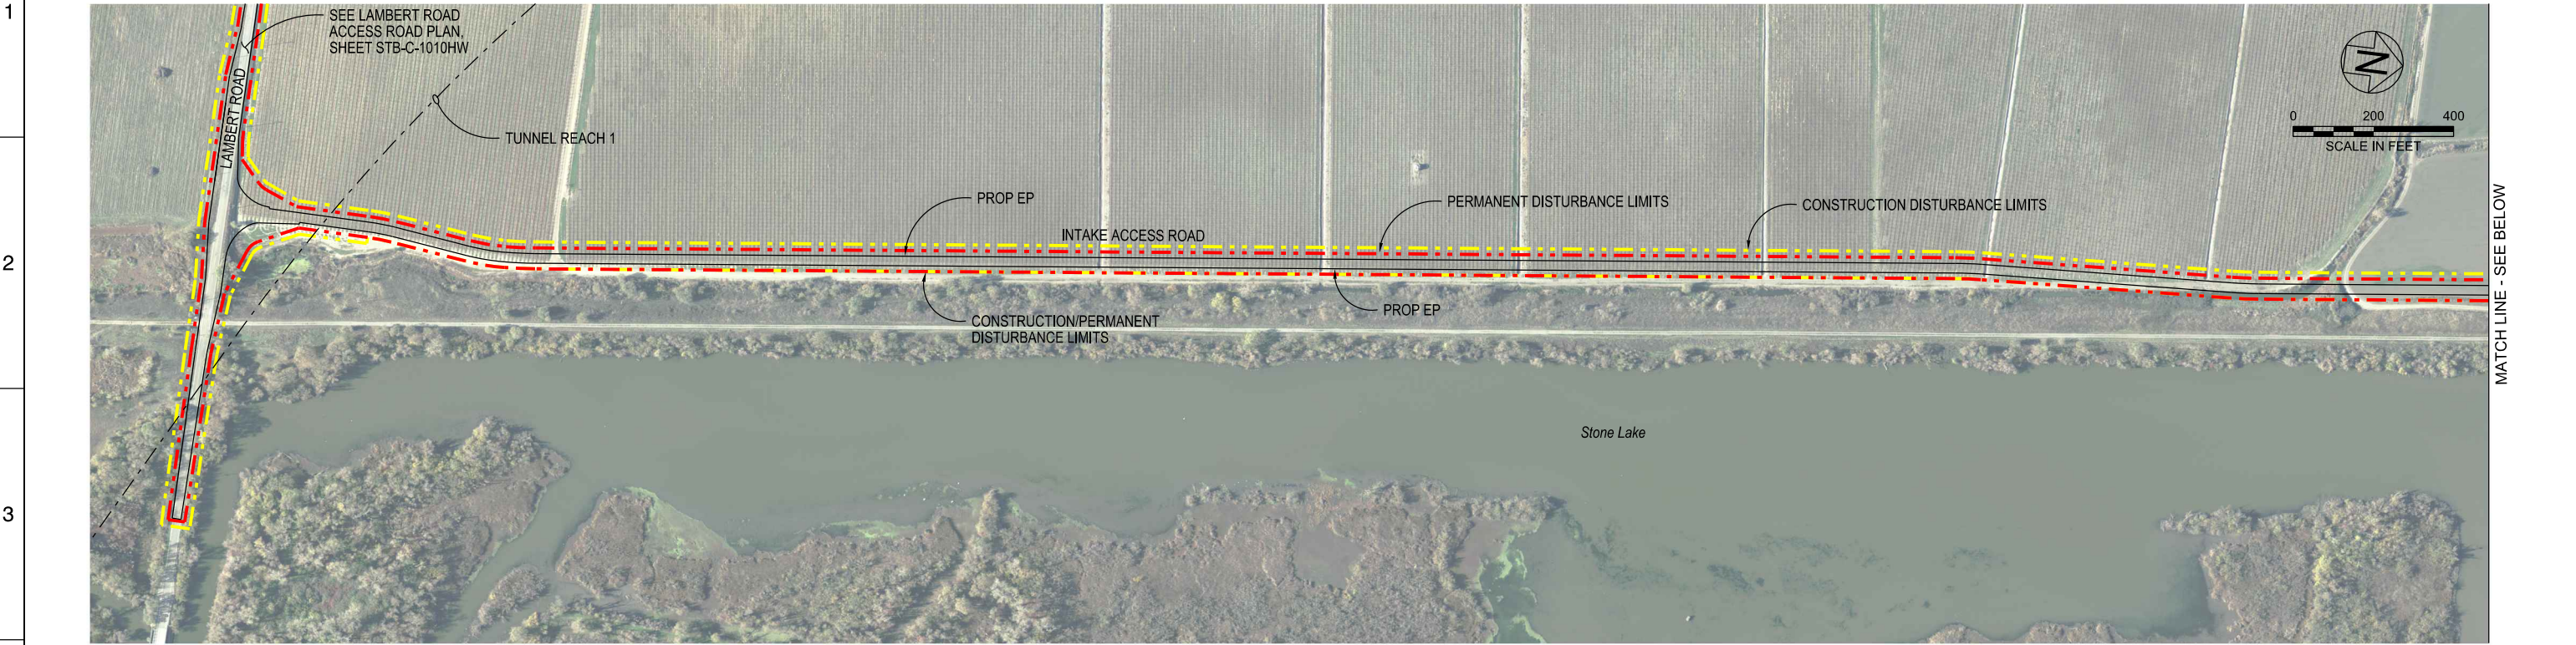 1
2
3
SEE LAMBERT ROAD
ACCESS ROAD PLAN,
SHEET STB-C-1010HW
LAMBERT ROAD
TUNNEL REACH 1
PROP EP
INTAKE ACCESS ROAD
PERMANENT DISTURBANCE LIMITS
CONSTRUCTION DISTURBANCE LIMITS
CONSTRUCTION/PERMANENT
DISTURBANCE LIMITS
PROP EP
Stone Lake
N
0 200 400
SCALE IN FEET
MATCH LINE - SEE BELOW